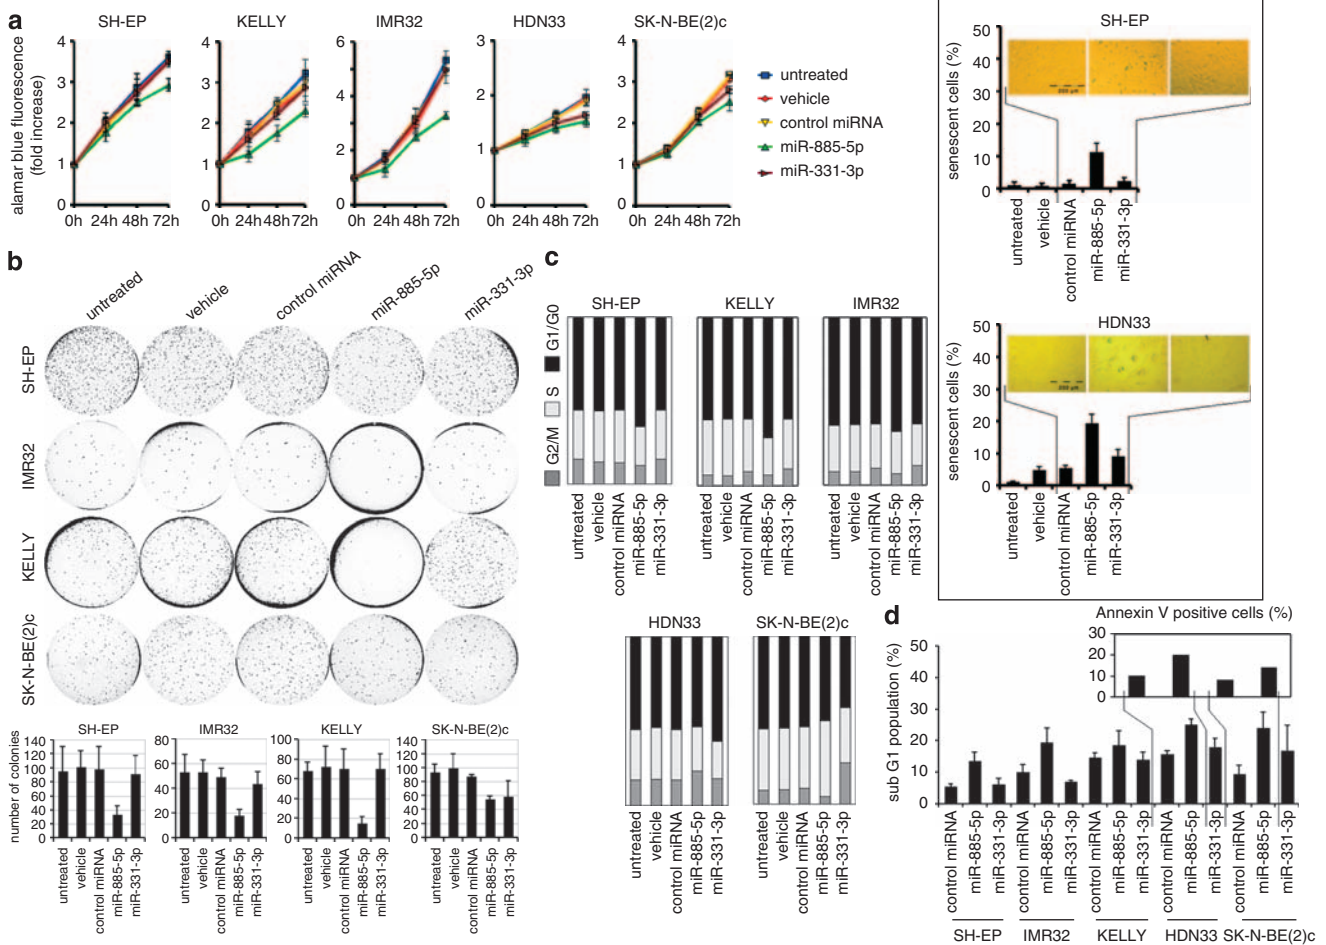 a
SH-EP
KELLY
IMR32
HDN33
SK-N-BE(2)c
alamar blue fluorescence
(fold increase)
4
3
2
1
0
0h 24h 48h 72h
4
3
2
1
0
0h 24h 48h 72h
6
4
2
0
0h 24h 48h 72h
3
2
1
0
0h 24h 48h 72h
4
3
2
1
0
0h 24h 48h 72h
untreated
vehicle
control miRNA
miR-885-5p
miR-331-3p
SH-EP
senescent cells (%)
50
40
30
20
10
0
200 µM
untreated
vehicle
control miRNA
miR-885-5p
miR-331-3p
HDN33
senescent cells (%)
50
40
30
20
10
0
200 µM
untreated
vehicle
control miRNA
miR-885-5p
miR-331-3p
b
untreated
vehicle
control miRNA
miR-885-5p
miR-331-3p
SH-EP
IMR32
KELLY
SK-N-BE(2)c
number of colonies
SH-EP
140
120
100
80
60
40
20
0
untreated
vehicle
control miRNA
miR-885-5p
miR-331-3p
IMR32
80
60
40
20
0
untreated
vehicle
control miRNA
miR-885-5p
miR-331-3p
KELLY
100
80
60
40
20
0
untreated
vehicle
control miRNA
miR-885-5p
miR-331-3p
SK-N-BE(2)c
140
120
100
80
60
40
20
0
untreated
vehicle
control miRNA
miR-885-5p
miR-331-3p
c
G2/M
S
G1/G0
SH-EP
untreated
vehicle
control miRNA
miR-885-5p
miR-331-3p
KELLY
untreated
vehicle
control miRNA
miR-885-5p
miR-331-3p
IMR32
untreated
vehicle
control miRNA
miR-885-5p
miR-331-3p
HDN33
untreated
vehicle
control miRNA
miR-885-5p
miR-331-3p
SK-N-BE(2)c
untreated
vehicle
control miRNA
miR-885-5p
miR-331-3p
d
Annexin V positive cells (%)
30
20
10
0
sub G1 population (%)
50
40
30
20
10
0
control miRNA
miR-885-5p
miR-331-3p
control miRNA
miR-885-5p
miR-331-3p
control miRNA
miR-885-5p
miR-331-3p
control miRNA
miR-885-5p
miR-331-3p
control miRNA
miR-885-5p
miR-331-3p
SH-EP
IMR32
KELLY
HDN33
SK-N-BE(2)c